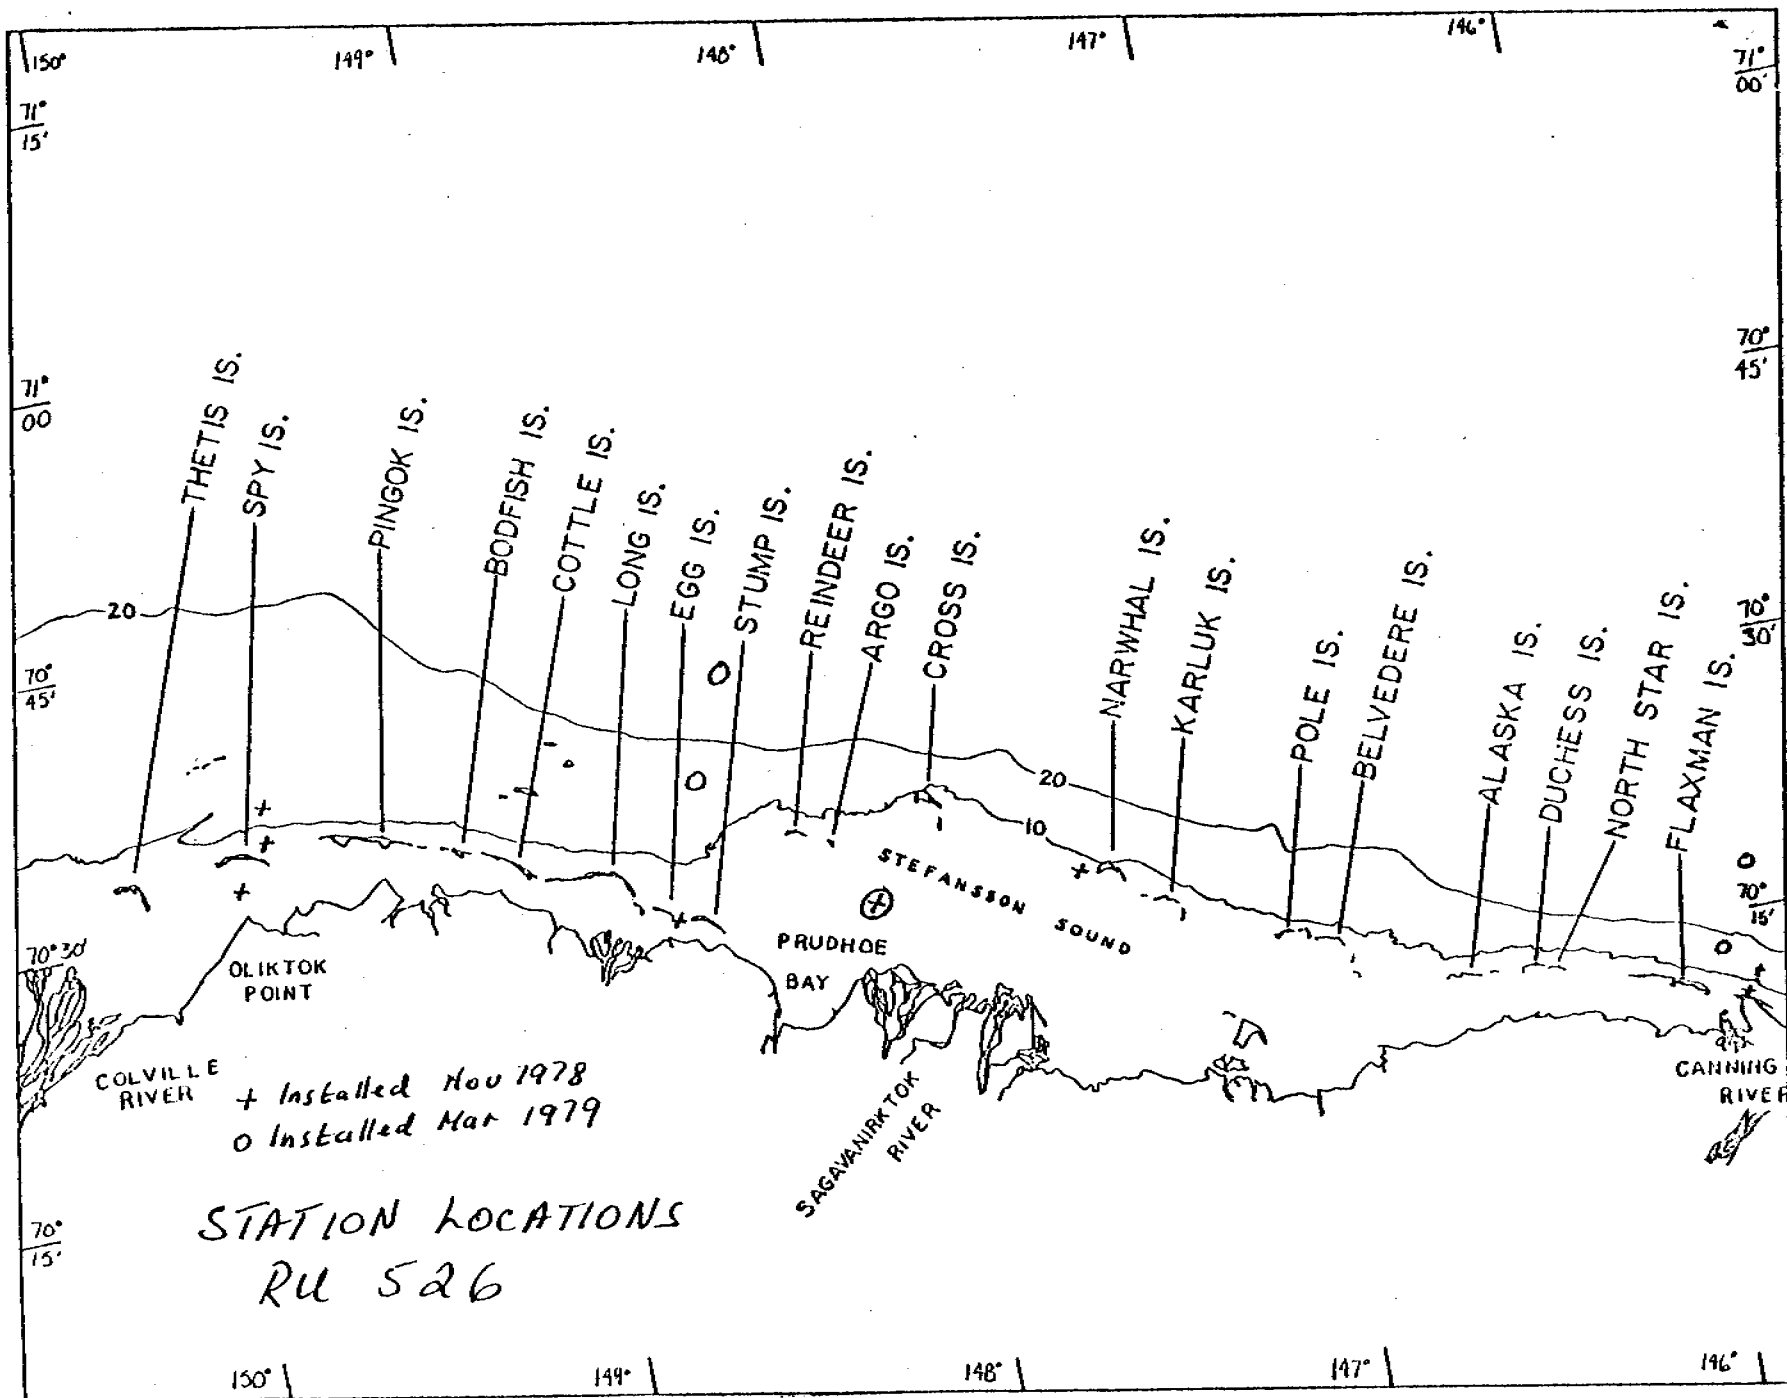 150°
149°
148°
147°
146°
71°
00'
71°
15'
70°
45'
71°
00
THETIS IS.
SPY IS.
PINGOK IS.
BODFISH IS.
COTTLE IS.
LONG IS.
EGG IS.
STUMP IS.
REINDEER IS.
ARGO IS.
CROSS IS.
NARWHAL IS.
KARLUK IS.
POLE IS.
BELVEDERE IS.
ALASKA IS.
DUCHESS IS.
NORTH STAR IS.
FLAXMAN IS.
70°
30'
20
70°
45'
20
10
STEFANSSON SOUND
70°
15'
70° 30'
OLIKTOK
POINT
PRUDHOE
BAY
COLVILLE
RIVER
CANNING
RIVER
SAGAVANIRKTOK
RIVER
+ Installed Nov 1978
O Installed Mar 1979
STATION LOCATIONS
RU 526
70°
15'
150°
149°
148°
147°
146°